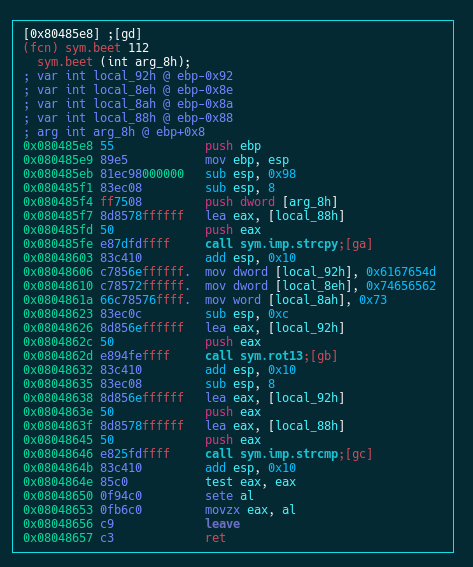 [0x80485e8] ;[gd]
(fcn) sym.beet 112
sym.beet (int arg_8h);
; var int local_92h @ ebp-0x92
; var int local_8eh @ ebp-0x8e
; var int local_8ah @ ebp-0x8a
; var int local_88h @ ebp-0x88
; arg int arg_8h @ ebp+0x8
0x080485e8 55 push ebp
0x080485e9 89e5 mov ebp, esp
0x080485eb 81ec98000000 sub esp, 0x98
0x080485f1 83ec08 sub esp, 8
0x080485f4 ff7508 push dword [arg_8h]
0x080485f7 8d8578ffffff lea eax, [local_88h]
0x080485fd 50 push eax
0x080485fe e87dfdffff call sym.imp.strcpy;[ga]
0x08048603 83c410 add esp, 0x10
0x08048606 c7856effffff. mov dword [local_92h], 0x6167654d
0x08048610 c78572ffffff. mov dword [local_8eh], 0x74656562
0x0804861a 66c78576ffff. mov word [local_8ah], 0x73
0x08048623 83ec0c sub esp, 0xc
0x08048626 8d856effffff lea eax, [local_92h]
0x0804862c 50 push eax
0x0804862d e894feffff call sym.rot13;[gb]
0x08048632 83c410 add esp, 0x10
0x08048635 83ec08 sub esp, 8
0x08048638 8d856effffff lea eax, [local_92h]
0x0804863e 50 push eax
0x0804863f 8d8578ffffff lea eax, [local_88h]
0x08048645 50 push eax
0x08048646 e825fdffff call sym.imp.strcmp;[gc]
0x0804864b 83c410 add esp, 0x10
0x0804864e 85c0 test eax, eax
0x08048650 0f94c0 sete al
0x08048653 0fb6c0 movzx eax, al
0x08048656 c9 leave
0x08048657 c3 ret